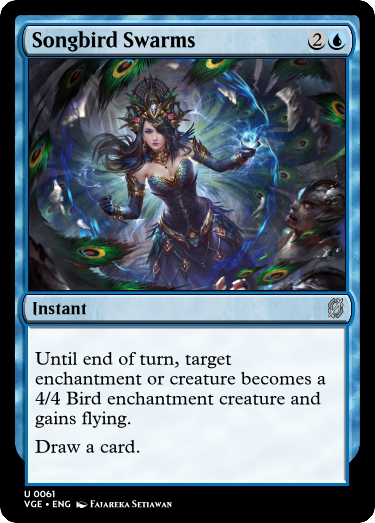 Songbird Swarms 2
Instant
Until end of turn, target
enchantment or creature becomes a
4/4 Bird enchantment creature and
gains flying.
Draw a card.
U 0061
VGE • ENG Fajareka Setiawan